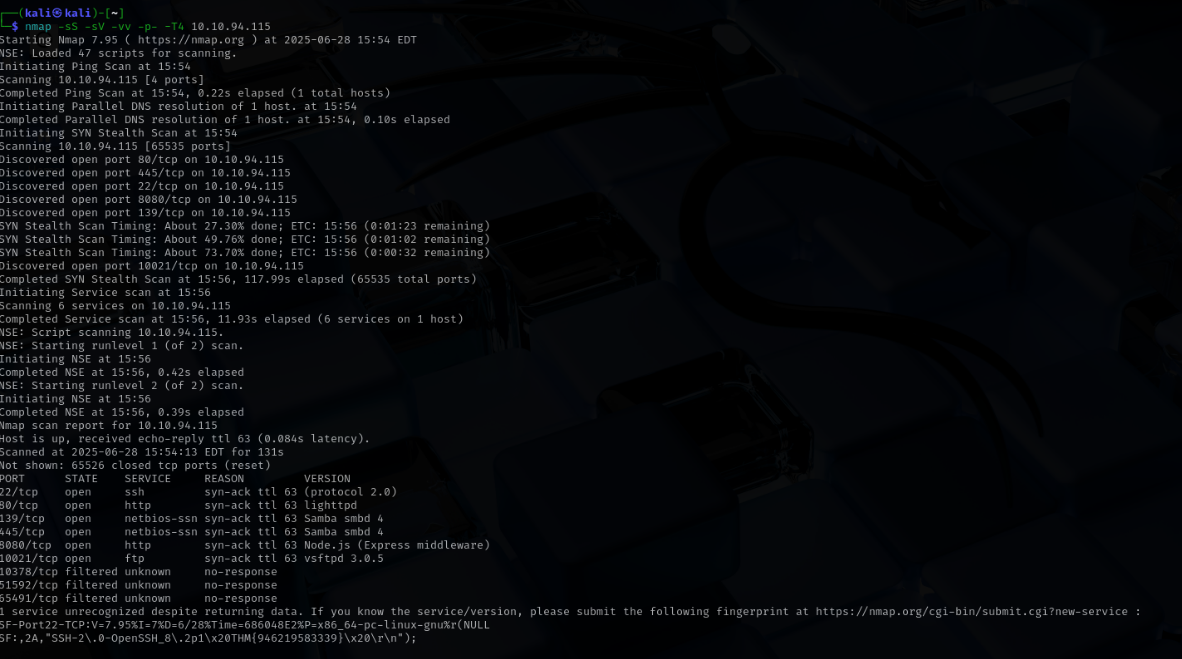 ┌──(kali㉿kali)-[~]
└─$ nmap -sS -sV -vv -p- -T4 10.10.94.115
Starting Nmap 7.95 ( https://nmap.org ) at 2025-06-28 15:54 EDT
NSE: Loaded 47 scripts for scanning.
Initiating Ping Scan at 15:54
Scanning 10.10.94.115 [4 ports]
Completed Ping Scan at 15:54, 0.22s elapsed (1 total hosts)
Initiating Parallel DNS resolution of 1 host. at 15:54
Completed Parallel DNS resolution of 1 host. at 15:54, 0.10s elapsed
Initiating SYN Stealth Scan at 15:54
Scanning 10.10.94.115 [65535 ports]
Discovered open port 80/tcp on 10.10.94.115
Discovered open port 445/tcp on 10.10.94.115
Discovered open port 22/tcp on 10.10.94.115
Discovered open port 8080/tcp on 10.10.94.115
Discovered open port 139/tcp on 10.10.94.115
SYN Stealth Scan Timing: About 27.30% done; ETC: 15:56 (0:01:23 remaining)
SYN Stealth Scan Timing: About 49.76% done; ETC: 15:56 (0:01:02 remaining)
SYN Stealth Scan Timing: About 73.70% done; ETC: 15:56 (0:00:32 remaining)
Discovered open port 10021/tcp on 10.10.94.115
Completed SYN Stealth Scan at 15:56, 117.99s elapsed (65535 total ports)
Initiating Service scan at 15:56
Scanning 6 services on 10.10.94.115
Completed Service scan at 15:56, 11.93s elapsed (6 services on 1 host)
NSE: Script scanning 10.10.94.115.
NSE: Starting runlevel 1 (of 2) scan.
Initiating NSE at 15:56
Completed NSE at 15:56, 0.42s elapsed
NSE: Starting runlevel 2 (of 2) scan.
Initiating NSE at 15:56
Completed NSE at 15:56, 0.39s elapsed
Nmap scan report for 10.10.94.115
Host is up, received echo-reply ttl 63 (0.084s latency).
Scanned at 2025-06-28 15:54:13 EDT for 131s
Not shown: 65526 closed tcp ports (reset)
PORT      STATE    SERVICE     REASON         VERSION
22/tcp    open     ssh         syn-ack ttl 63 (protocol 2.0)
80/tcp    open     http        syn-ack ttl 63 lighttpd
139/tcp   open     netbios-ssn syn-ack ttl 63 Samba smbd 4
445/tcp   open     netbios-ssn syn-ack ttl 63 Samba smbd 4
8080/tcp  open     http        syn-ack ttl 63 Node.js (Express middleware)
10021/tcp open     ftp         syn-ack ttl 63 vsftpd 3.0.5
10378/tcp filtered unknown     no-response
51592/tcp filtered unknown     no-response
65491/tcp filtered unknown     no-response
1 service unrecognized despite returning data. If you know the service/version, please submit the following fingerprint at https://nmap.org/cgi-bin/submit.cgi?new-service :
SF-Port22-TCP:V=7.95%I=7%D=6/28%Time=686048E2%P=x86_64-pc-linux-gnu%r(NULL
SF:,2A,"SSH-2\.0-OpenSSH_8\.2p1\x20THM{946219583339}\x20\r\n");